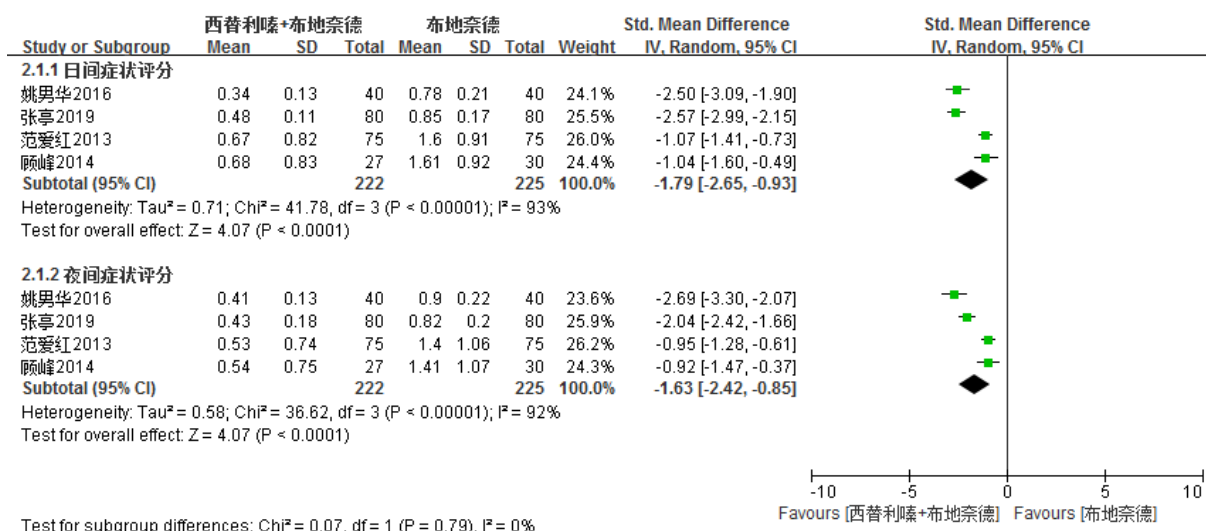 西替利嗪+布地奈德 布地奈德 Std. Mean Difference Std. Mean Difference
Study or Subgroup Mean SD Total Mean SD Total Weight IV, Random, 95% CI IV, Random, 95% CI
2.1.1 日间症状评分
姚男华2016 0.34 0.13 40 0.78 0.21 40 24.1% -2.50 [-3.09, -1.90]
张亭2019 0.48 0.11 80 0.85 0.17 80 25.5% -2.57 [-2.99, -2.15]
范爱红2013 0.67 0.82 75 1.6 0.91 75 26.0% -1.07 [-1.41, -0.73]
顾峰2014 0.68 0.83 27 1.61 0.92 30 24.4% -1.04 [-1.60, -0.49]
Subtotal (95% CI) 222 225 100.0% -1.79 [-2.65, -0.93]
Heterogeneity: Tau² = 0.71; Chi² = 41.78, df = 3 (P < 0.00001); I² = 93%
Test for overall effect: Z = 4.07 (P < 0.0001)
2.1.2 夜间症状评分
姚男华2016 0.41 0.13 40 0.9 0.22 40 23.6% -2.69 [-3.30, -2.07]
张亭2019 0.43 0.18 80 0.82 0.2 80 25.9% -2.04 [-2.42, -1.66]
范爱红2013 0.53 0.74 75 1.4 1.06 75 26.2% -0.95 [-1.28, -0.61]
顾峰2014 0.54 0.75 27 1.41 1.07 30 24.3% -0.92 [-1.47, -0.37]
Subtotal (95% CI) 222 225 100.0% -1.63 [-2.42, -0.85]
Heterogeneity: Tau² = 0.58; Chi² = 36.62, df = 3 (P < 0.00001); I² = 92%
Test for overall effect: Z = 4.07 (P < 0.0001)
-10 -5 0 5 10
Favours [西替利嗪+布地奈德] Favours [布地奈德]
Test for subgroup differences: Chi² = 0.07, df = 1 (P = 0.79), I² = 0%